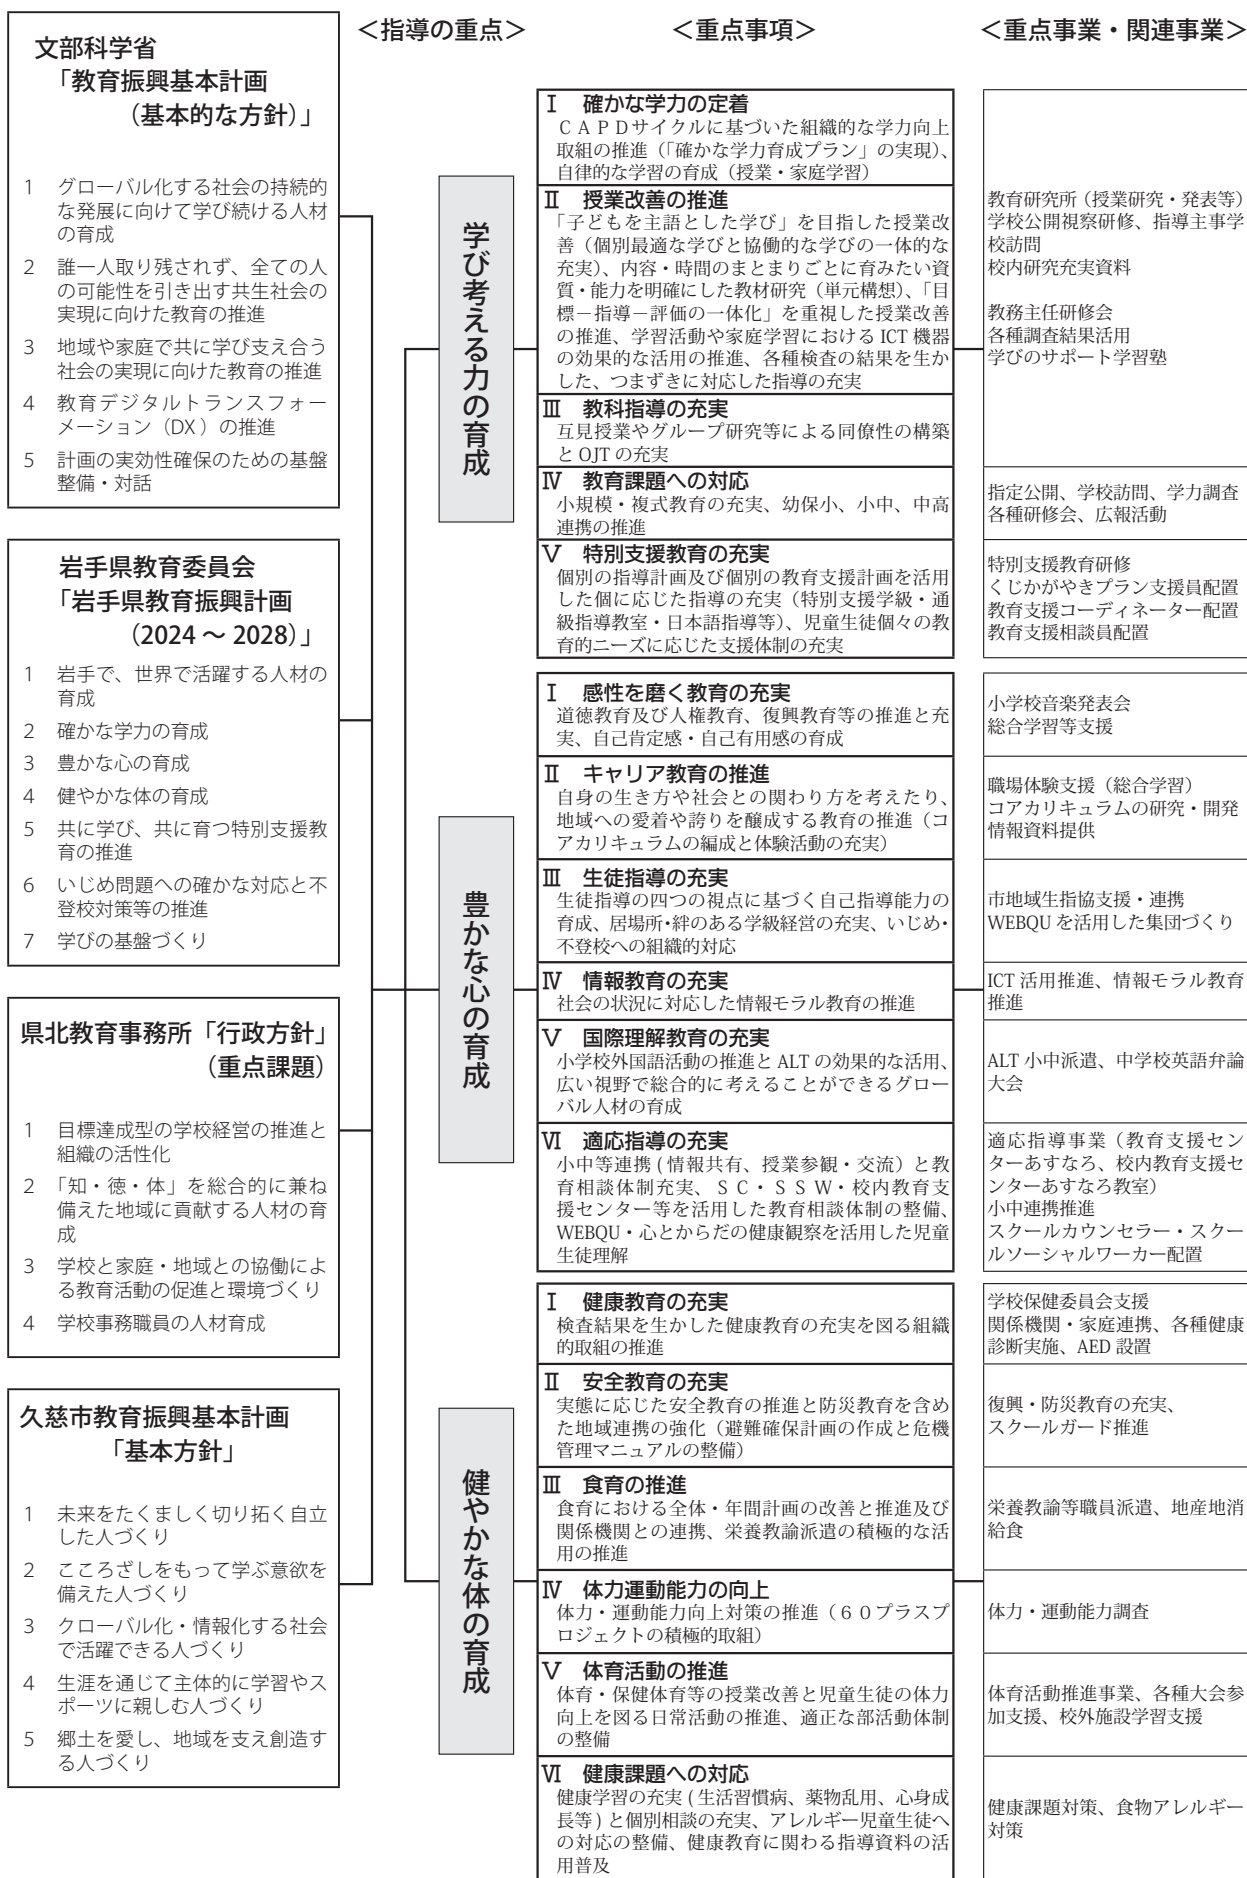 ＜指導の重点＞
＜重点事項＞
＜重点事業・関連事業＞
文部科学省
「教育振興基本計画
（基本的な方針）」
1 グローバル化する社会の持続的
な発展に向けて学び続ける人材
の育成
2 誰一人取り残されず、全ての人
の可能性を引き出す共生社会の
実現に向けた教育の推進
3 地域や家庭で共に学び支え合う
社会の実現に向けた教育の推進
4 教育デジタルトランスフォー
メーション（DX）の推進
5 計画の実効性確保のための基盤
整備・対話
岩手県教育委員会
「岩手県教育振興計画
（2024 ～ 2028）」
1 岩手で、世界で活躍する人材の
育成
2 確かな学力の育成
3 豊かな心の育成
4 健やかな体の育成
5 共に学び、共に育つ特別支援教
育の推進
6 いじめ問題への確かな対応と不
登校対策等の推進
7 学びの基盤づくり
県北教育事務所「行政方針」
（重点課題）
1 目標達成型の学校経営の推進と
組織の活性化
2 「知・徳・体」を総合的に兼ね
備えた地域に貢献する人材の育
成
3 学校と家庭・地域との協働によ
る教育活動の促進と環境づくり
4 学校事務職員の人材育成
久慈市教育振興基本計画
「基本方針」
1 未来をたくましく切り拓く自立
した人づくり
2 こころざしをもって学ぶ意欲を
備えた人づくり
3 クローバル化・情報化する社会
で活躍できる人づくり
4 生涯を通じて主体的に学習やス
ポーツに親しむ人づくり
5 郷土を愛し、地域を支え創造す
る人づくり
学び考える力の育成
Ⅰ 確かな学力の定着
ＣＡＰＤサイクルに基づいた組織的な学力向上
取組の推進（「確かな学力育成プラン」の実現）、
自律的な学習の育成（授業・家庭学習）
Ⅱ 授業改善の推進
「子どもを主語とした学び」を目指した授業改
善（個別最適な学びと協働的な学びの一体的な
充実）、内容・時間のまとまりごとに育みたい資
質・能力を明確にした教材研究（単元構想）、「目
標－指導－評価の一体化」を重視した授業改善
の推進、学習活動や家庭学習における ICT 機器
の効果的な活用の推進、各種検査の結果を生か
した、つまずきに対応した指導の充実
Ⅲ 教科指導の充実
互見授業やグループ研究等による同僚性の構築
と OJT の充実
教育研究所（授業研究・発表等）
学校公開視察研修、指導主事学
校訪問
校内研究充実資料
教務主任研修会
各種調査結果活用
学びのサポート学習塾
Ⅳ 教育課題への対応
小規模・複式教育の充実、幼保小、小中、中高
連携の推進
指定公開、学校訪問、学力調査
各種研修会、広報活動
Ⅴ 特別支援教育の充実
個別の指導計画及び個別の教育支援計画を活用
した個に応じた指導の充実（特別支援学級・通
級指導教室・日本語指導等）、児童生徒個々の教
育的ニーズに応じた支援体制の充実
特別支援教育研修
くじかがやきプラン支援員配置
教育支援コーディネーター配置
教育支援相談員配置
豊かな心の育成
Ⅰ 感性を磨く教育の充実
道徳教育及び人権教育、復興教育等の推進と充
実、自己肯定感・自己有用感の育成
小学校音楽発表会
総合学習等支援
Ⅱ キャリア教育の推進
自身の生き方や社会との関わり方を考えたり、
地域への愛着や誇りを醸成する教育の推進（コ
アカリキュラムの編成と体験活動の充実）
職場体験支援（総合学習）
コアカリキュラムの研究・開発
情報資料提供
Ⅲ 生徒指導の充実
生徒指導の四つの視点に基づく自己指導能力の
育成、居場所・絆のある学級経営の充実、いじめ・
不登校への組織的対応
市地域生指協支援・連携
WEBQU を活用した集団づくり
Ⅳ 情報教育の充実
社会の状況に対応した情報モラル教育の推進
ICT 活用推進、情報モラル教育
推進
Ⅴ 国際理解教育の充実
小学校外国語活動の推進と ALT の効果的な活用、
広い視野で総合的に考えることができるグロー
バル人材の育成
ALT 小中派遣、中学校英語弁論
大会
Ⅵ 適応指導の充実
小中等連携 ( 情報共有、授業参観・交流）と教
育相談体制充実、ＳＣ・ＳＳＷ・校内教育支
援センター等を活用した教育相談体制の整備、
WEBQU・心とからだの健康観察を活用した児童
生徒理解
適応指導事業（教育支援セン
ターあすなろ、校内教育支援セ
ンターあすなろ教室）
小中連携推進
スクールカウンセラー・スクー
ルソーシャルワーカー配置
健やかな体の育成
Ⅰ 健康教育の充実
検査結果を生かした健康教育の充実を図る組織
的取組の推進
学校保健委員会支援
関係機関・家庭連携、各種健康
診断実施、AED 設置
Ⅱ 安全教育の充実
実態に応じた安全教育の推進と防災教育を含め
た地域連携の強化（避難確保計画の作成と危機
管理マニュアルの整備）
復興・防災教育の充実、
スクールガード推進
Ⅲ 食育の推進
食育における全体・年間計画の改善と推進及び
関係機関との連携、栄養教諭派遣の積極的な活
用の推進
栄養教諭等職員派遣、地産地消
給食
Ⅳ 体力運動能力の向上
体力・運動能力向上対策の推進（６０プラスプ
ロジェクトの積極的取組）
体力・運動能力調査
Ⅴ 体育活動の推進
体育・保健体育等の授業改善と児童生徒の体力
向上を図る日常活動の推進、適正な部活動体制
の整備
体育活動推進事業、各種大会参
加支援、校外施設学習支援
Ⅵ 健康課題への対応
健康学習の充実 ( 生活習慣病、薬物乱用、心身成
長等 ) と個別相談の充実、アレルギー児童生徒へ
の対応の整備、健康教育に関わる指導資料の活
用普及
健康課題対策、食物アレルギー
対策